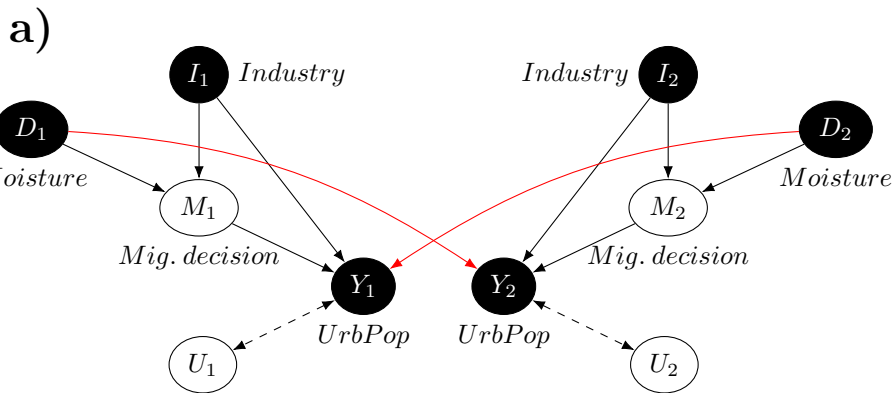 a)
I1 Industry
Industry I2
D1
D2
Moisture
M1
M2
Mig. decision
Mig. decision
Y1
Y2
UrbPop
UrbPop
U1
U2